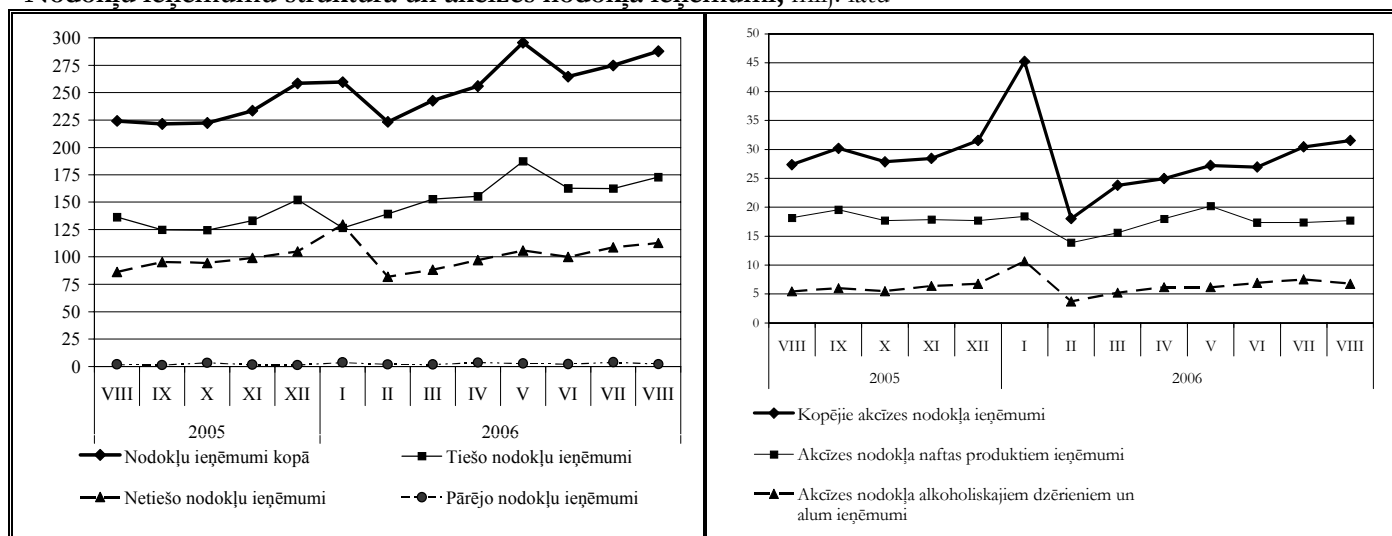 Nodokļu ieņēmumu struktūra un akcīzes nodokļa ieņēmumi, milj. latu
300
275
250
225
200
175
150
125
100
75
50
25
0
VIII IX X XI XII I II III IV V VI VII VIII
2005 2006
Nodokļu ieņēmumi kopā Tiešo nodokļu ieņēmumi
Netiešo nodokļu ieņēmumi Pārējo nodokļu ieņēmumi
50
45
40
35
30
25
20
15
10
5
0
VIII IX X XI XII I II III IV V VI VII VIII
2005 2006
Kopējie akcīzes nodokļa ieņēmumi
Akcīzes nodokļa naftas produktiem ieņēmumi
Akcīzes nodokļa alkoholiskajiem dzērieniem un
alum ieņēmumi